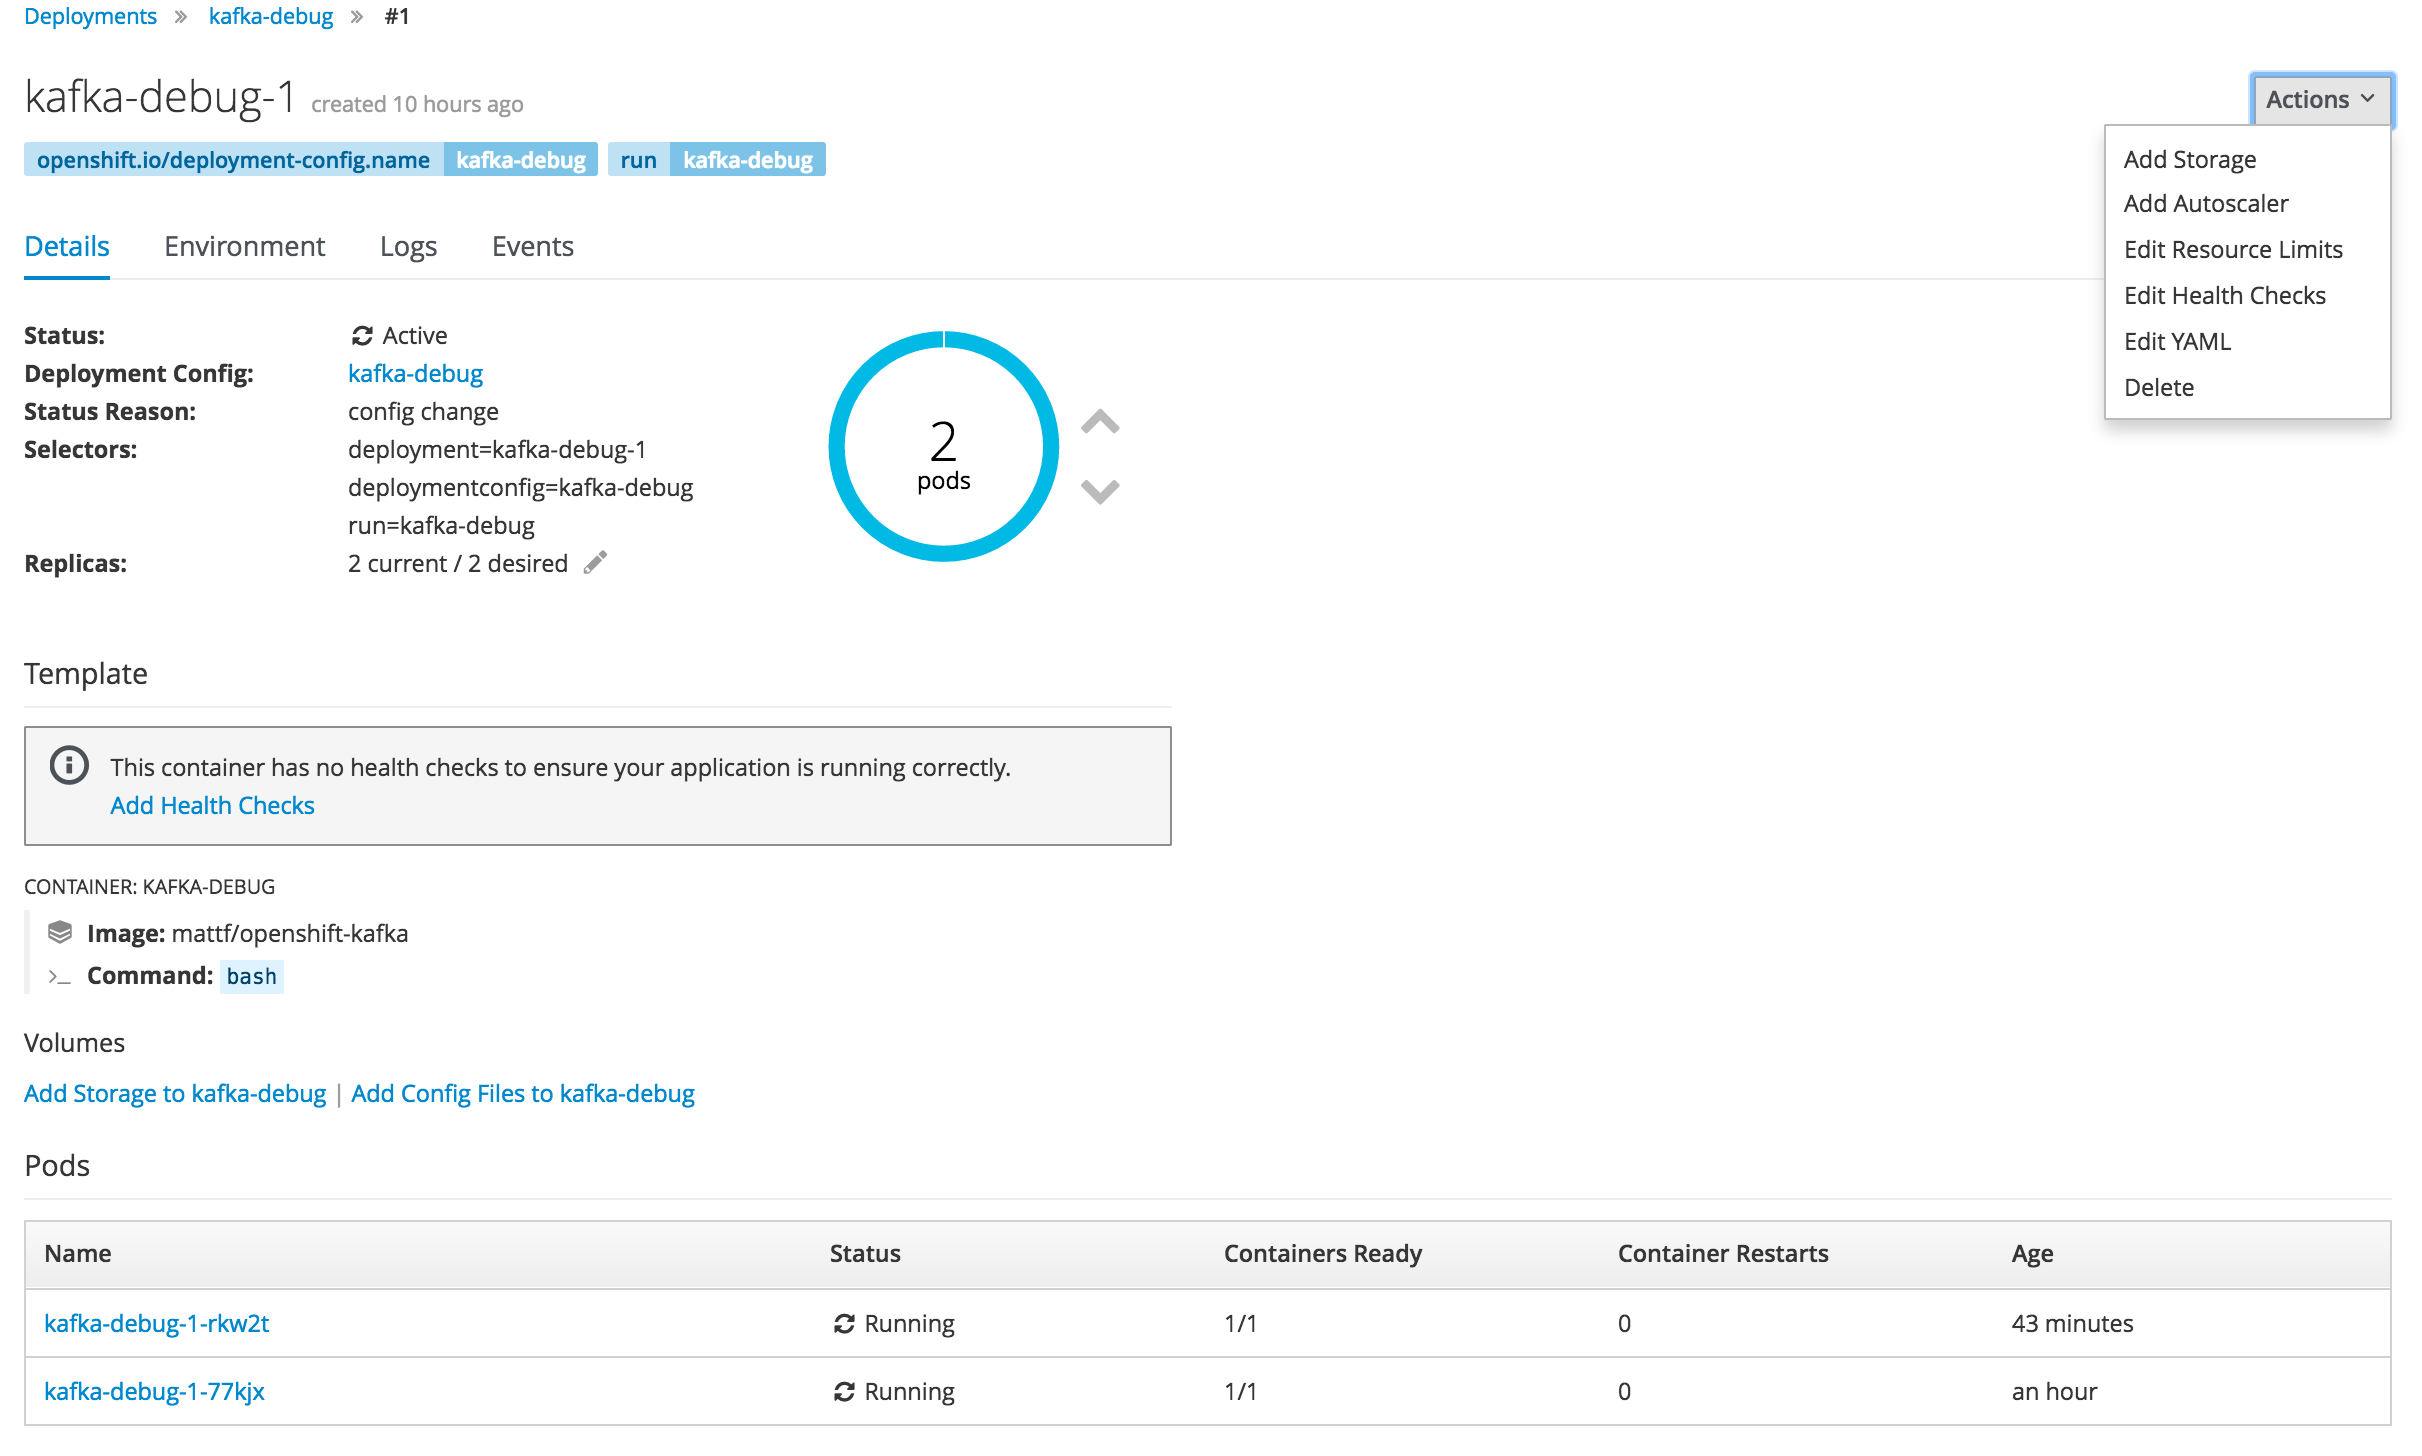 Deployments » kafka-debug » #1
kafka-debug-1 created 10 hours ago
Actions
openshift.io/deployment-config.name kafka-debug run kafka-debug
Add Storage
Add Autoscaler
Edit Resource Limits
Edit Health Checks
Edit YAML
Delete
Details Environment Logs Events
Status: Active
Deployment Config: kafka-debug
Status Reason: config change
Selectors: deployment=kafka-debug-1
deploymentconfig=kafka-debug
run=kafka-debug
Replicas: 2 current / 2 desired
2
pods
Template
This container has no health checks to ensure your application is running correctly.
Add Health Checks
CONTAINER: KAFKA-DEBUG
Image: mattf/openshift-kafka
>_ Command: bash
Volumes
Add Storage to kafka-debug | Add Config Files to kafka-debug
Pods
Name Status Containers Ready Container Restarts Age
kafka-debug-1-rkw2t Running 1/1 0 43 minutes
kafka-debug-1-77kjx Running 1/1 0 an hour